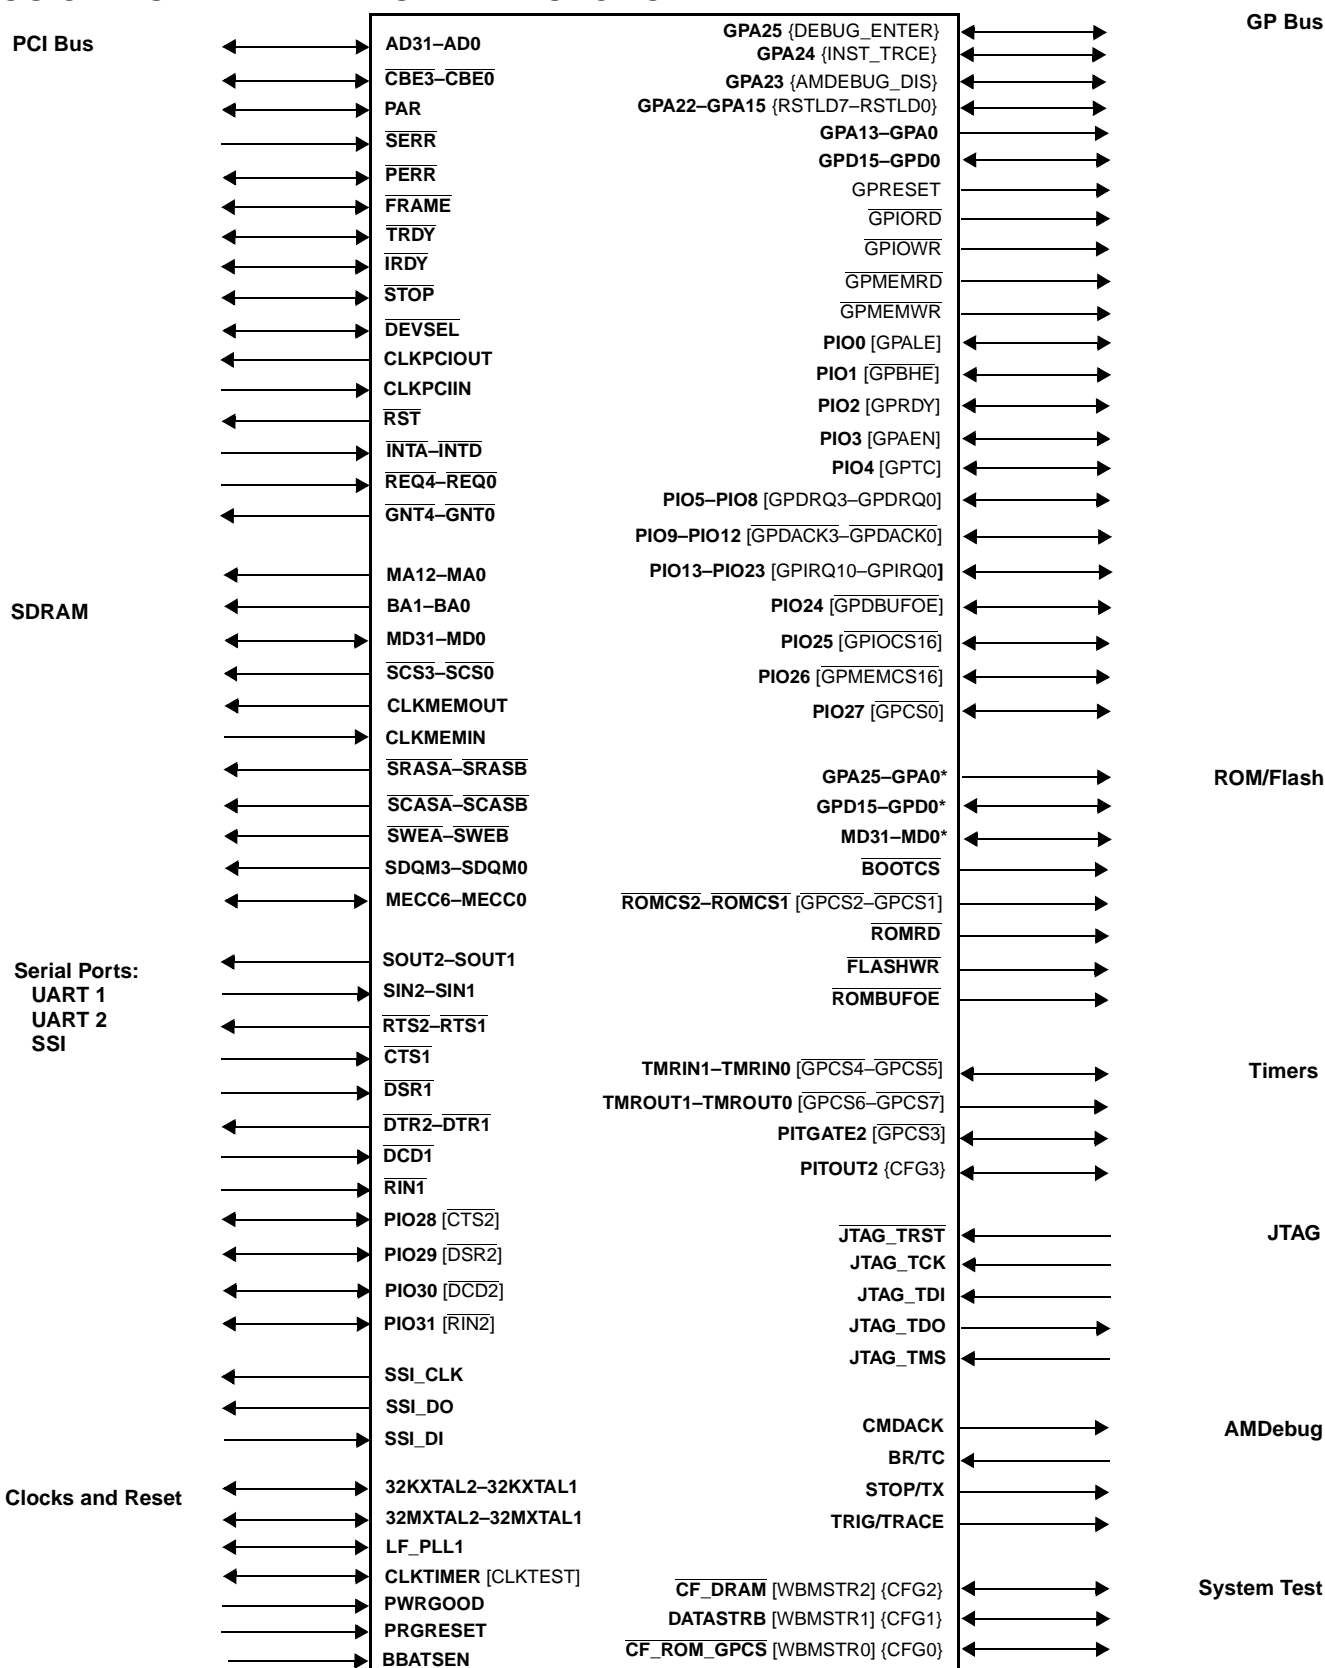 PCI Bus
AD31–AD0
CBE3–CBE0
PAR
SERR
PERR
FRAME
TRDY
IRDY
STOP
DEVSEL
CLKPCIOUT
CLKPCIIN
RST
INTA–INTD
REQ4–REQ0
GNT4–GNT0
SDRAM
MA12–MA0
BA1–BA0
MD31–MD0
SCS3–SCS0
CLKMEMOUT
CLKMEMIN
SRASA–SRASB
SCASA–SCASB
SWEA–SWEB
SDQM3–SDQM0
MECC6–MECC0
Serial Ports:
UART 1
UART 2
SSI
SOUT2–SOUT1
SIN2–SIN1
RTS2–RTS1
CTS1
DSR1
DTR2–DTR1
DCD1
RIN1
PIO28 [CTS2]
PIO29 [DSR2]
PIO30 [DCD2]
PIO31 [RIN2]
SSI_CLK
SSI_DO
SSI_DI
Clocks and Reset
32KXTAL2–32KXTAL1
32MXTAL2–32MXTAL1
LF_PLL1
CLKTIMER [CLKTEST]
PWRGOOD
PRGRESET
BBATSEN
GP Bus
GPA25 {DEBUG_ENTER}
GPA24 {INST_TRCE}
GPA23 {AMDEBUG_DIS}
GPA22–GPA15 {RSTLD7–RSTLD0}
GPA13–GPA0
GPD15–GPD0
GPRESET
GPIORD
GPIOWR
GPMEMRD
GPMEMWR
PIO0 [GPALE]
PIO1 [GPBHE]
PIO2 [GPRDY]
PIO3 [GPAEN]
PIO4 [GPTC]
PIO5–PIO8 [GPDRQ3–GPDRQ0]
PIO9–PIO12 [GPDACK3–GPDACK0]
PIO13–PIO23 [GPIRQ10–GPIRQ0]
PIO24 [GPDBUFOE]
PIO25 [GPIOCS16]
PIO26 [GPMEMCS16]
PIO27 [GPCS0]
ROM/Flash
GPA25–GPA0*
GPD15–GPD0*
MD31–MD0*
BOOTCS
ROMCS2–ROMCS1 [GPCS2–GPCS1]
ROMRD
FLASHWR
ROMBUFOE
Timers
TMRIN1–TMRIN0 [GPCS4–GPCS5]
TMROUT1–TMROUT0 [GPCS6–GPCS7]
PITGATE2 [GPCS3]
PITOUT2 {CFG3}
JTAG
JTAG_TRST
JTAG_TCK
JTAG_TDI
JTAG_TDO
JTAG_TMS
AMDebug
CMDACK
BR/TC
STOP/TX
TRIG/TRACE
System Test
CF_DRAM [WBMSTR2] {CFG2}
DATASTRB [WBMSTR1] {CFG1}
CF_ROM_GPCS [WBMSTR0] {CFG0}